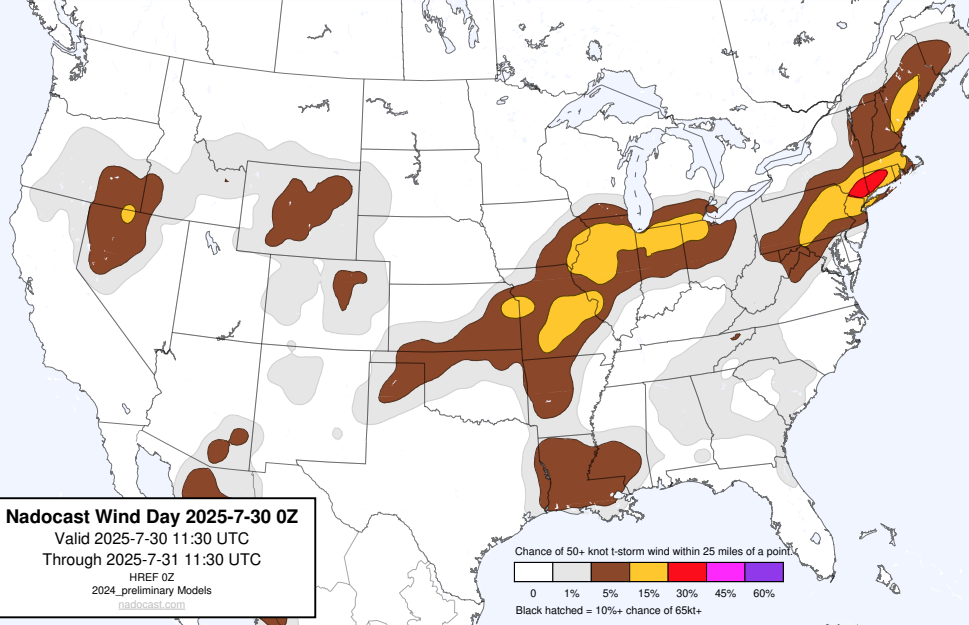 Nadocast Wind Day 2025-7-30 0Z
Valid 2025-7-30 11:30 UTC
Through 2025-7-31 11:30 UTC
HREF 0Z
2024_preliminary Models
nadocast.com
Chance of 50+ knot t-storm wind within 25 miles of a point.
0 1% 5% 15% 30% 45% 60%
Black hatched = 10%+ chance of 65kt+